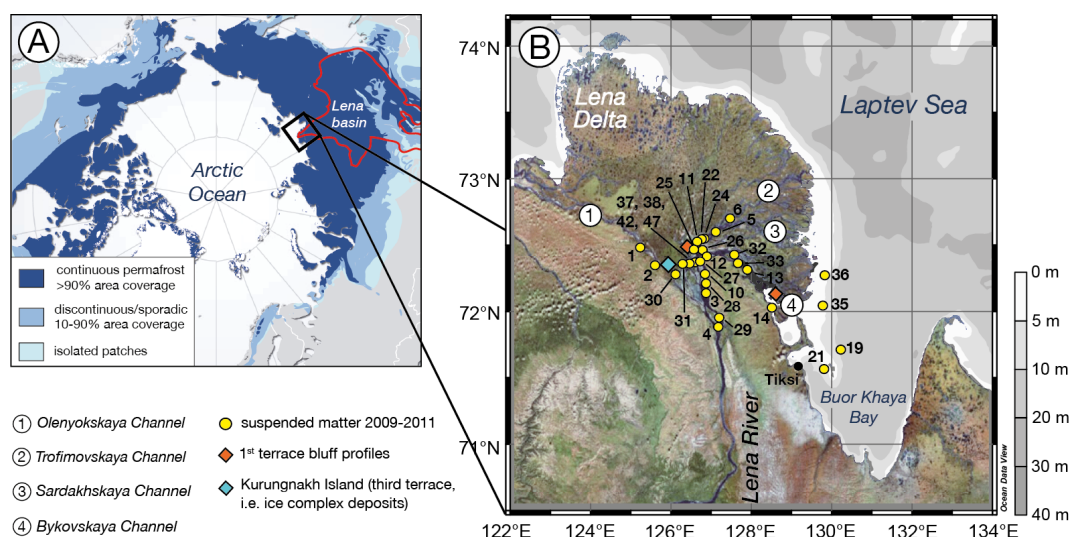 A
Lena
basin
Arctic
Ocean
continuous permafrost
>90% area coverage
discontinuous/sporadic
10-90% area coverage
isolated patches
B
74°N
73°N
72°N
71°N
Lena
Delta
Laptev Sea
1
2
3
4
22
11
25
24
37, 38,
42, 47
6
5
26
32
33
1
2
12
13
27
36
30
10
3
28
35
31
14
29
4
19
21
Tiksi
Buor Khaya
Bay
Lena River
122°E
124°E
126°E
128°E
130°E
132°E
134°E
Ocean Data View
0 m
5 m
10 m
20 m
30 m
40 m
1 Olenyokskaya Channel
2 Trofimovskaya Channel
3 Sardakhskaya Channel
4 Bykovskaya Channel
suspended matter 2009-2011
1st terrace bluff profiles
Kurungnakh Island (third terrace,
i.e. ice complex deposits)